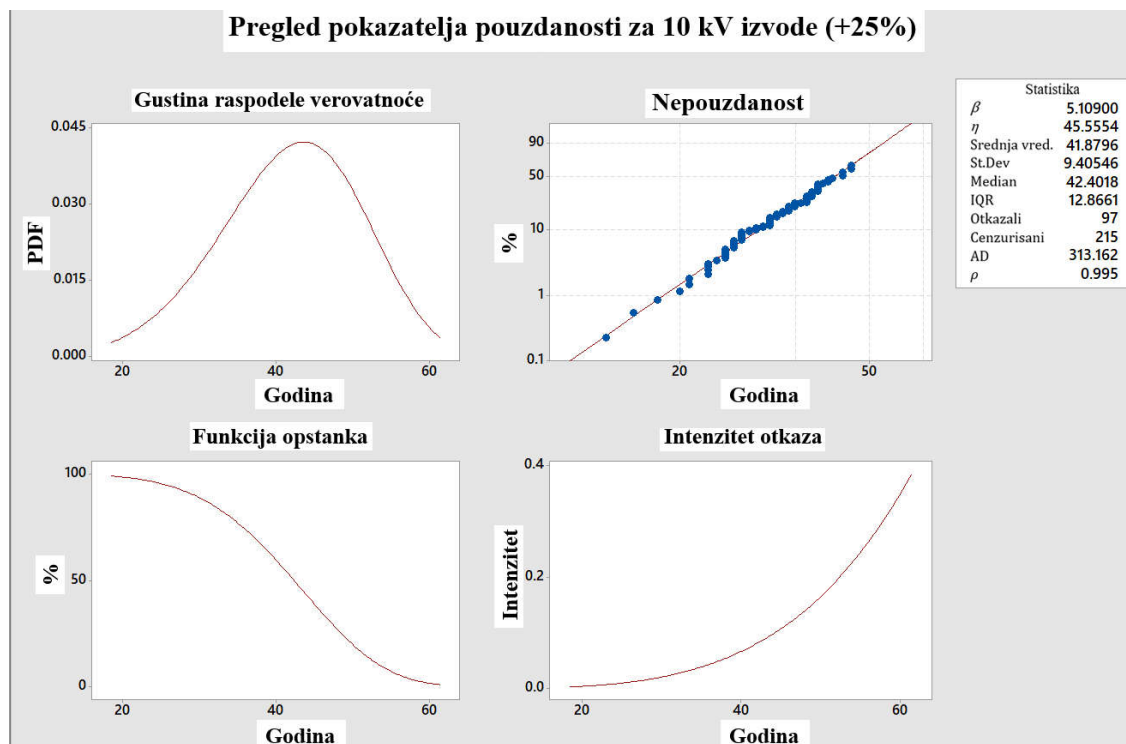 Pregled pokazatelja pouzdanosti za 10 kV izvode (+25%)
Gustina raspodele verovatnoće
PDF
0.045
0.030
0.015
0.000
20
40
60
Godina
Nepouzdanost
%
90
50
10
1
0.1
20
50
Godina
Statistika
β 5.10900
η 45.5554
Srednja vred. 41.8796
St.Dev 9.40546
Median 42.4018
IQR 12.8661
Otkazali 97
Cenzurisani 215
AD 313.162
ρ 0.995
Funkcija opstanka
%
100
50
0
20
40
60
Godina
Intenzitet otkaza
Intenzitet
0.4
0.2
0.0
20
40
60
Godina